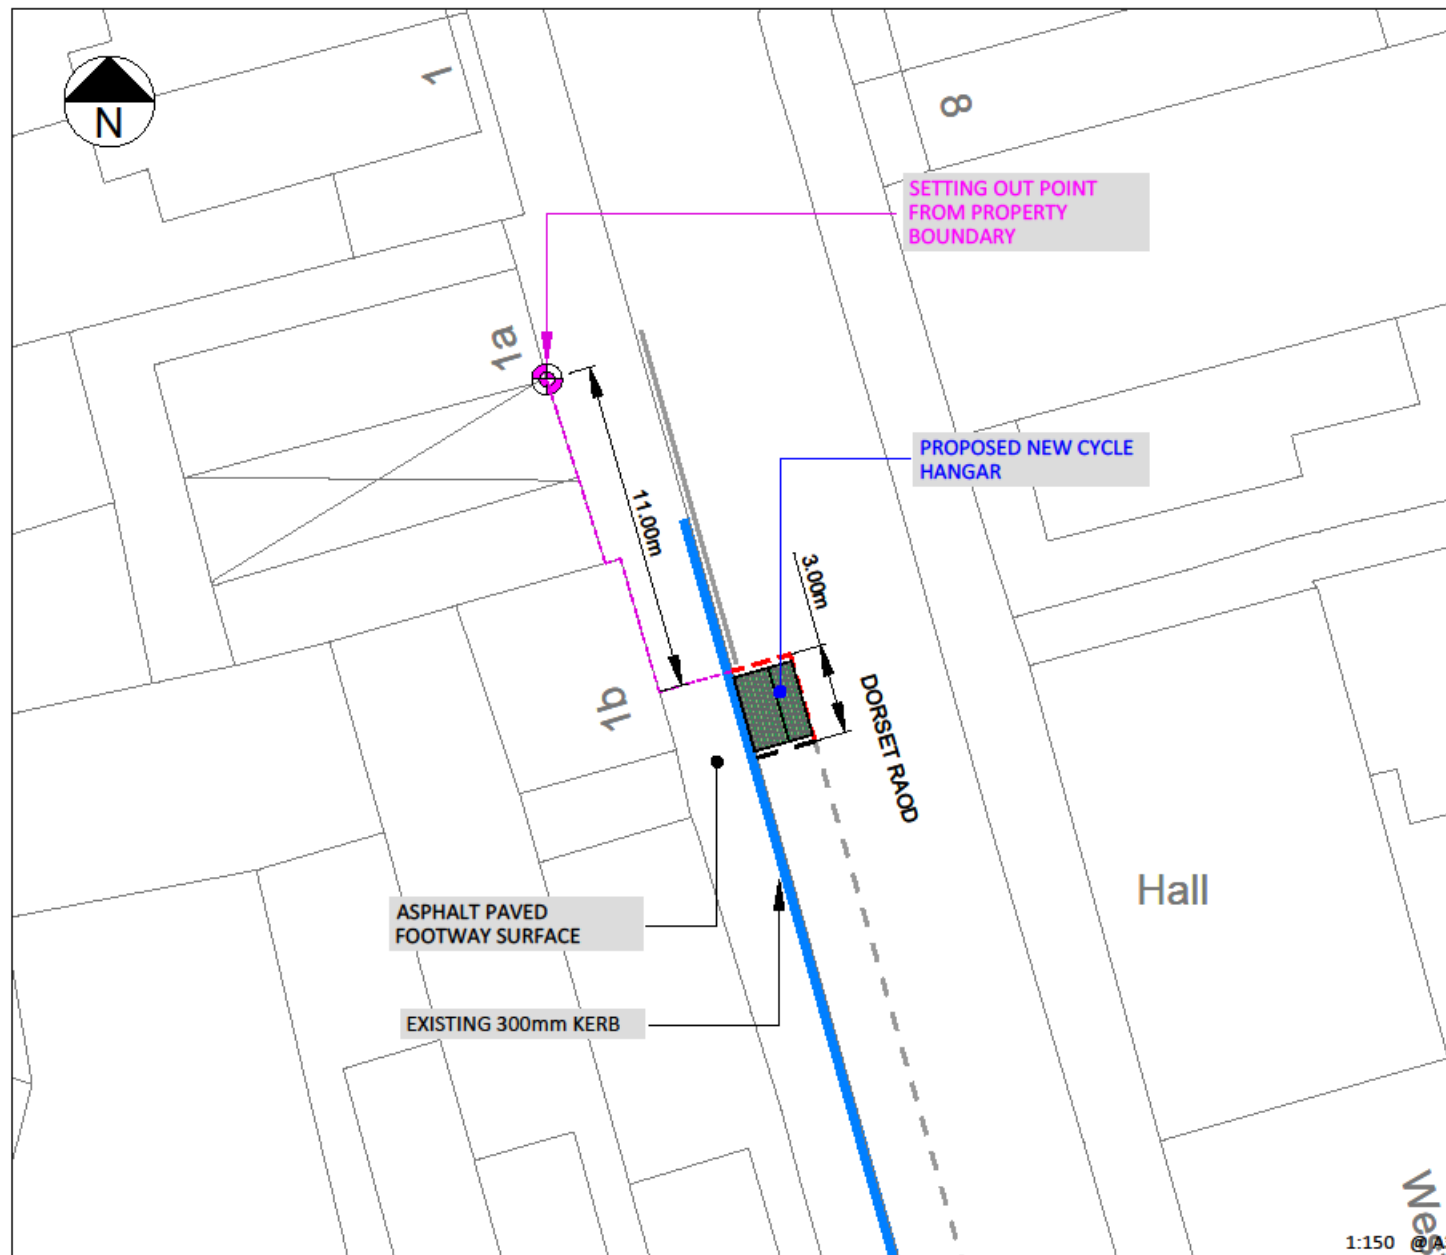 1
8
N
SETTING OUT POINT
FROM PROPERTY
BOUNDARY
1a
PROPOSED NEW CYCLE
HANGAR
11.00m
3.00m
1b
DORSET RAOD
Hall
ASPHALT PAVED
FOOTWAY SURFACE
EXISTING 300mm KERB
Wes
1:150 @ A